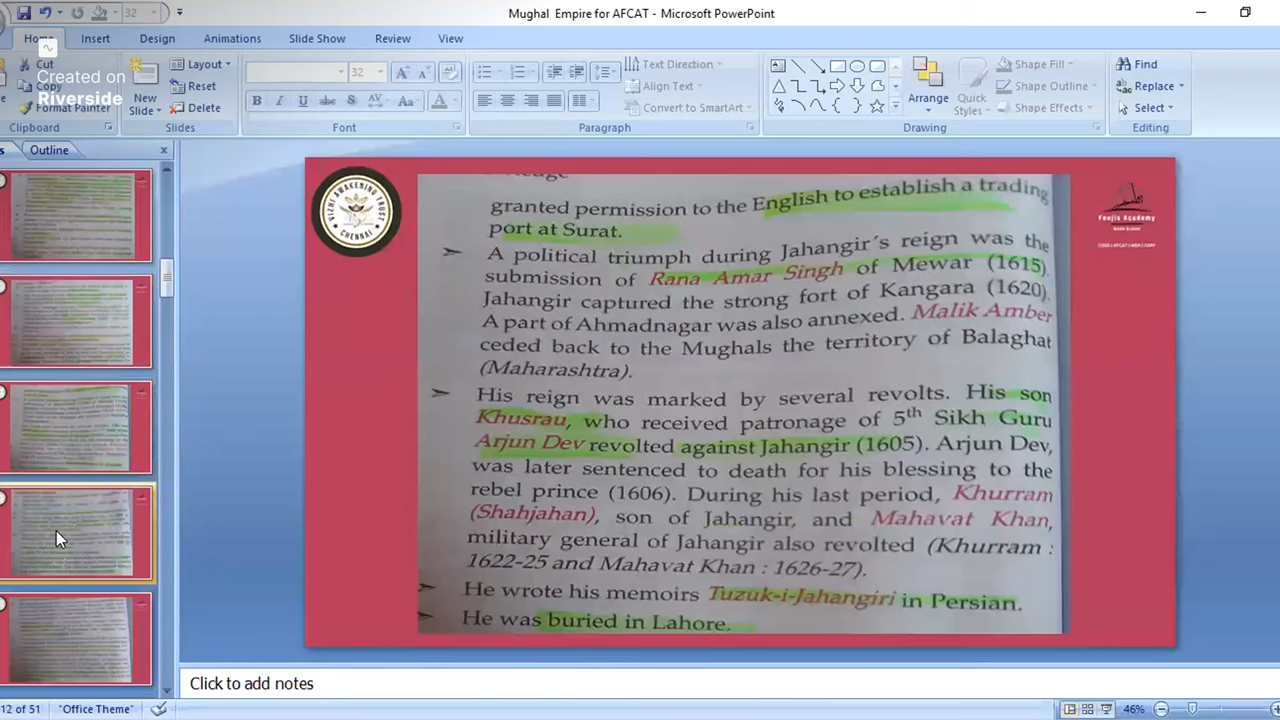 32
Mughal Empire for AFCAT - Microsoft PowerPoint
Home Insert Design Animations Slide Show Review View
Created on
Riverside
Cut
Copy
Format Painter
Clipboard
New
Slide
Layout
Reset
Delete
Slides
32
B I U abc S AV Aa A
Font
Paragraph
Text Direction
Align Text
Convert to SmartArt
Arrange
Quick
Styles
Shape Fill
Shape Outline
Shape Effects
Drawing
Find
Replace
Select
Editing
Outline
AWAKENING TRUST
CHENNAI
Faujis Academy
granted permission to the English to establish a trading
port at Surat.
A political triumph during Jahangir's reign was the
submission of Rana Amar Singh of Mewar (1615).
Jahangir captured the strong fort of Kangara (1620).
A part of Ahmadnagar was also annexed. Malik Amber
ceded back to the Mughals the territory of Balaghat
(Maharashtra).
➢ His reign was marked by several revolts. His son
Khusrau, who received patronage of 5th Sikh Guru
Arjun Dev revolted against Jahangir (1605). Arjun Dev,
was later sentenced to death for his blessing to the
rebel prince (1606). During his last period, Khurram
(Shahjahan), son of Jahangir, and Mahavat Khan,
military general of Jahangir also revolted (Khurram :
1622-25 and Mahavat Khan : 1626-27).
➢ He wrote his memoirs Tuzuk-i-Jahangiri in Persian.
➢ He was buried in Lahore.
Click to add notes
12 of 51
"Office Theme"
46%